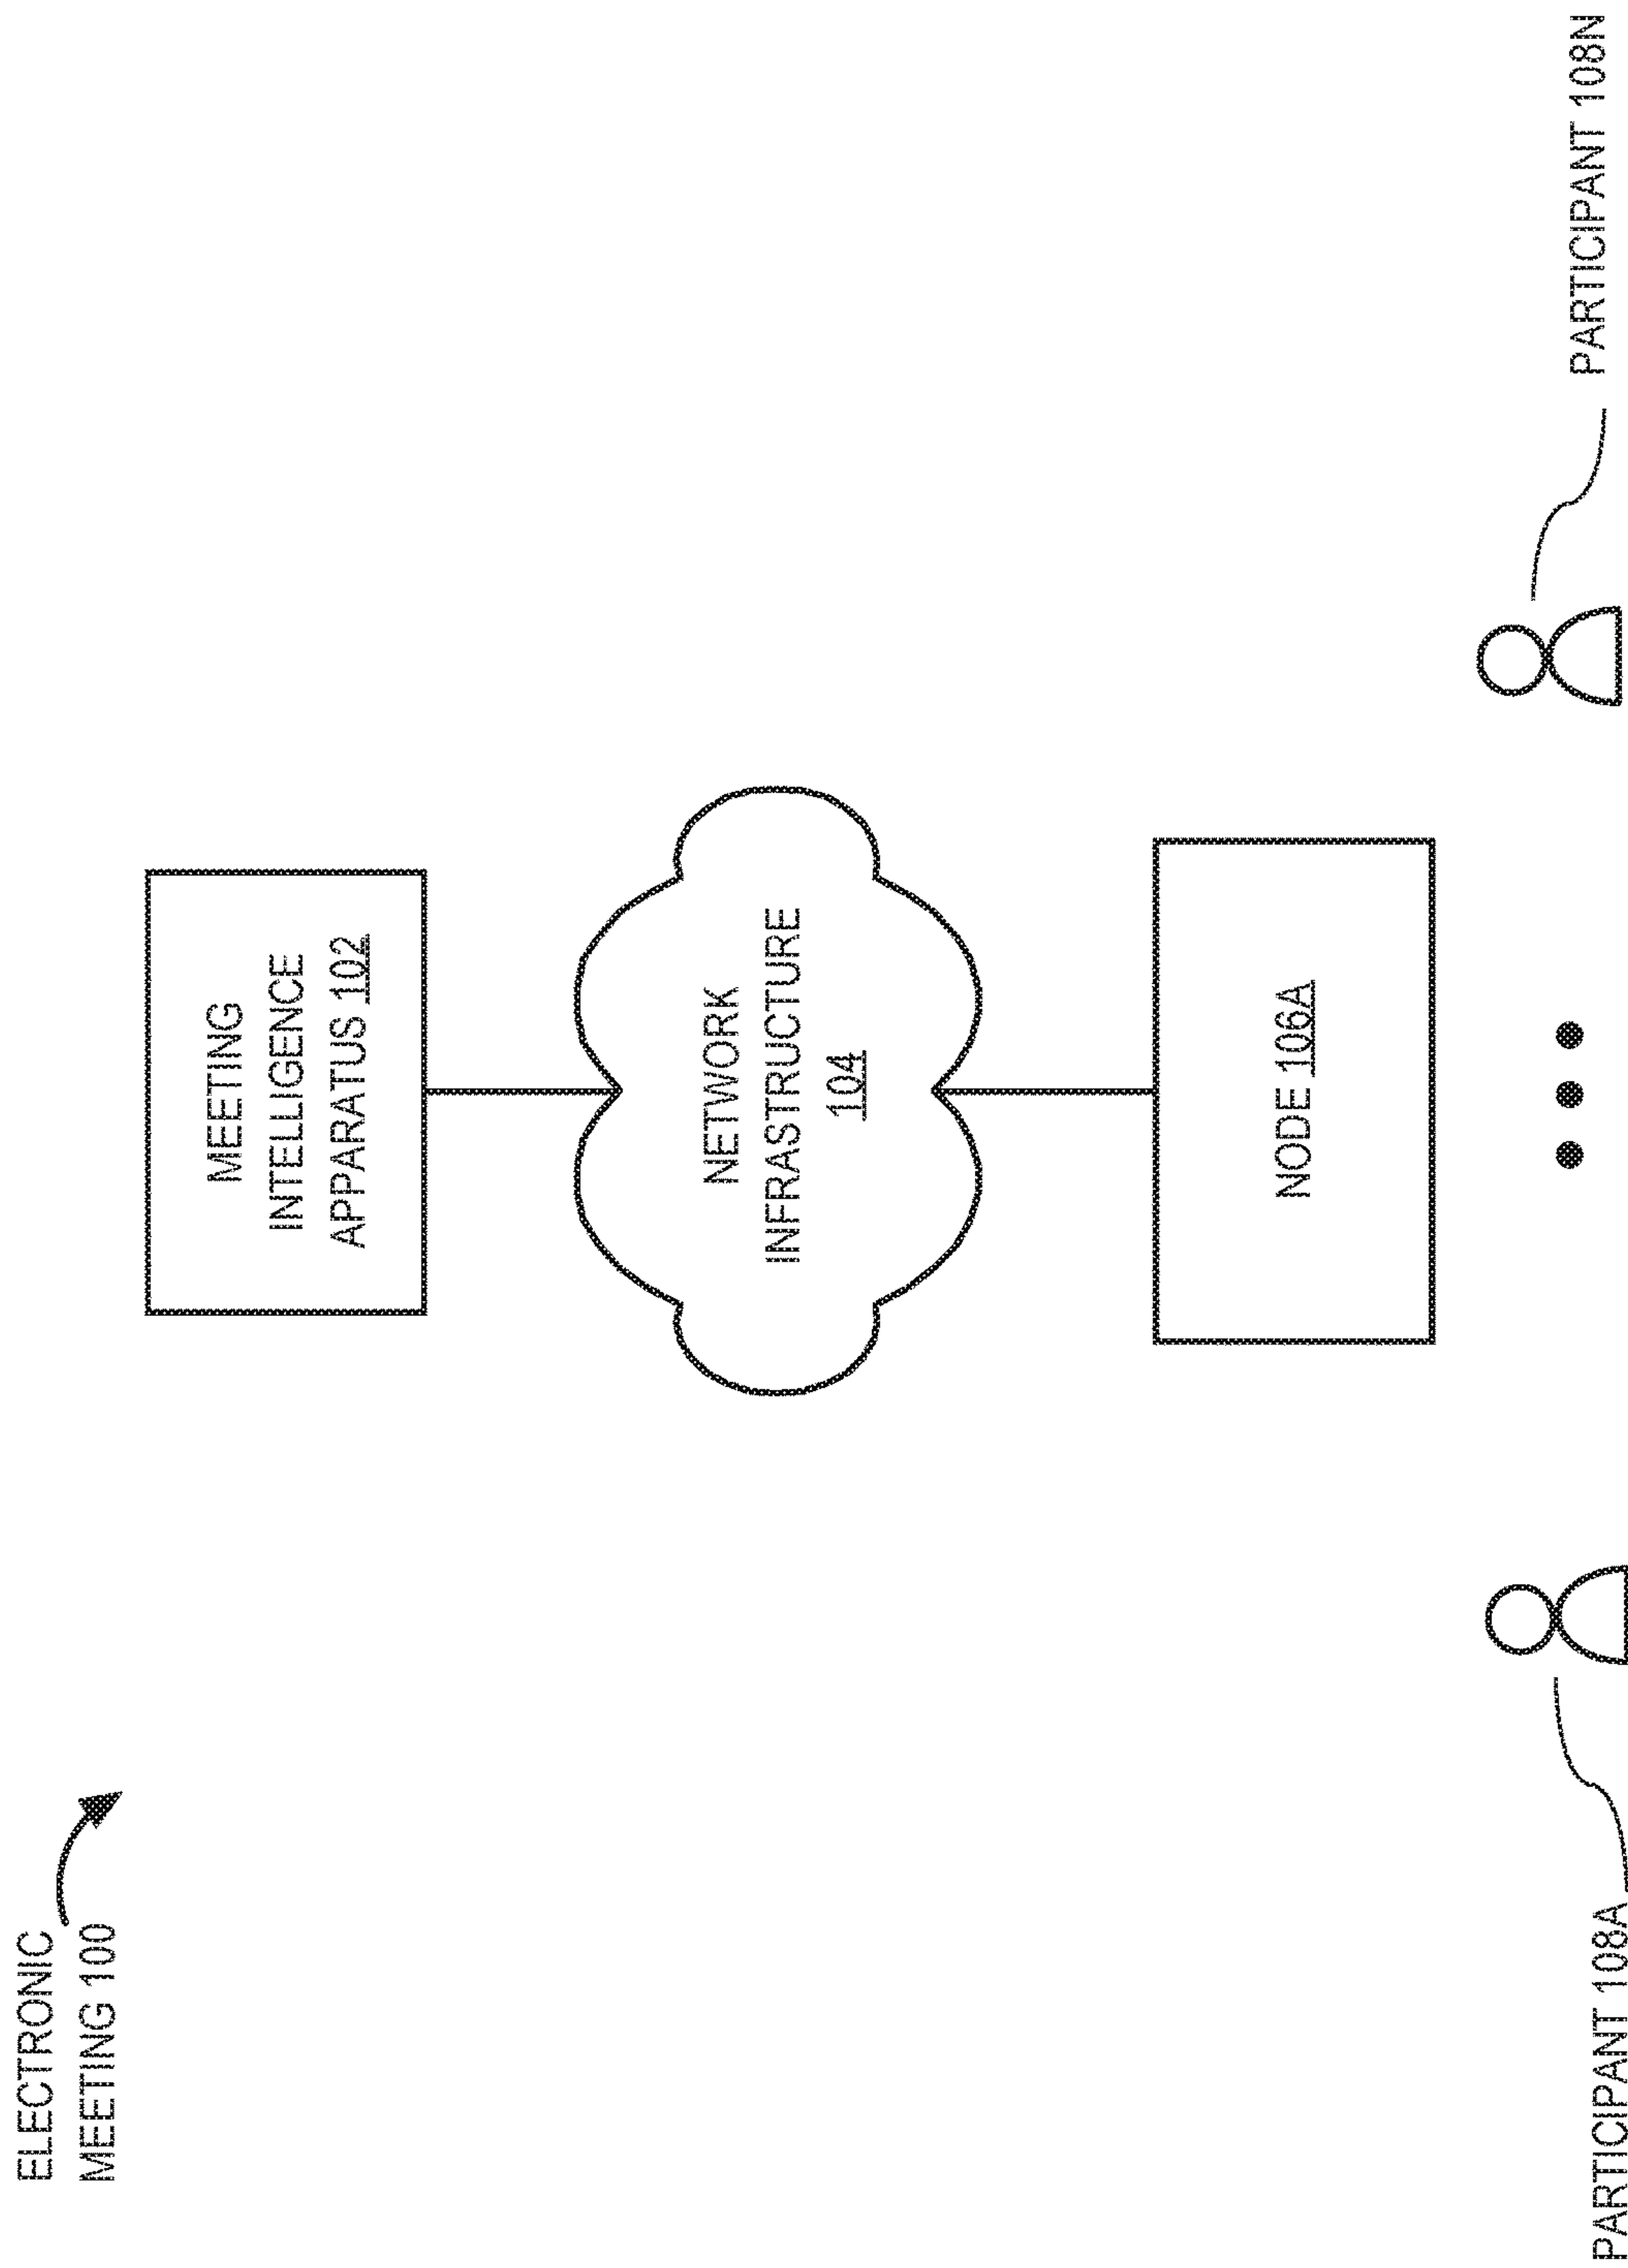 ELECTRONIC
MEETING 100
MEETING
INTELLIGENCE
APPARATUS 102
NETWORK
INFRASTRUCTURE
104
NODE 106A
PARTICIPANT 108A
PARTICIPANT 108N